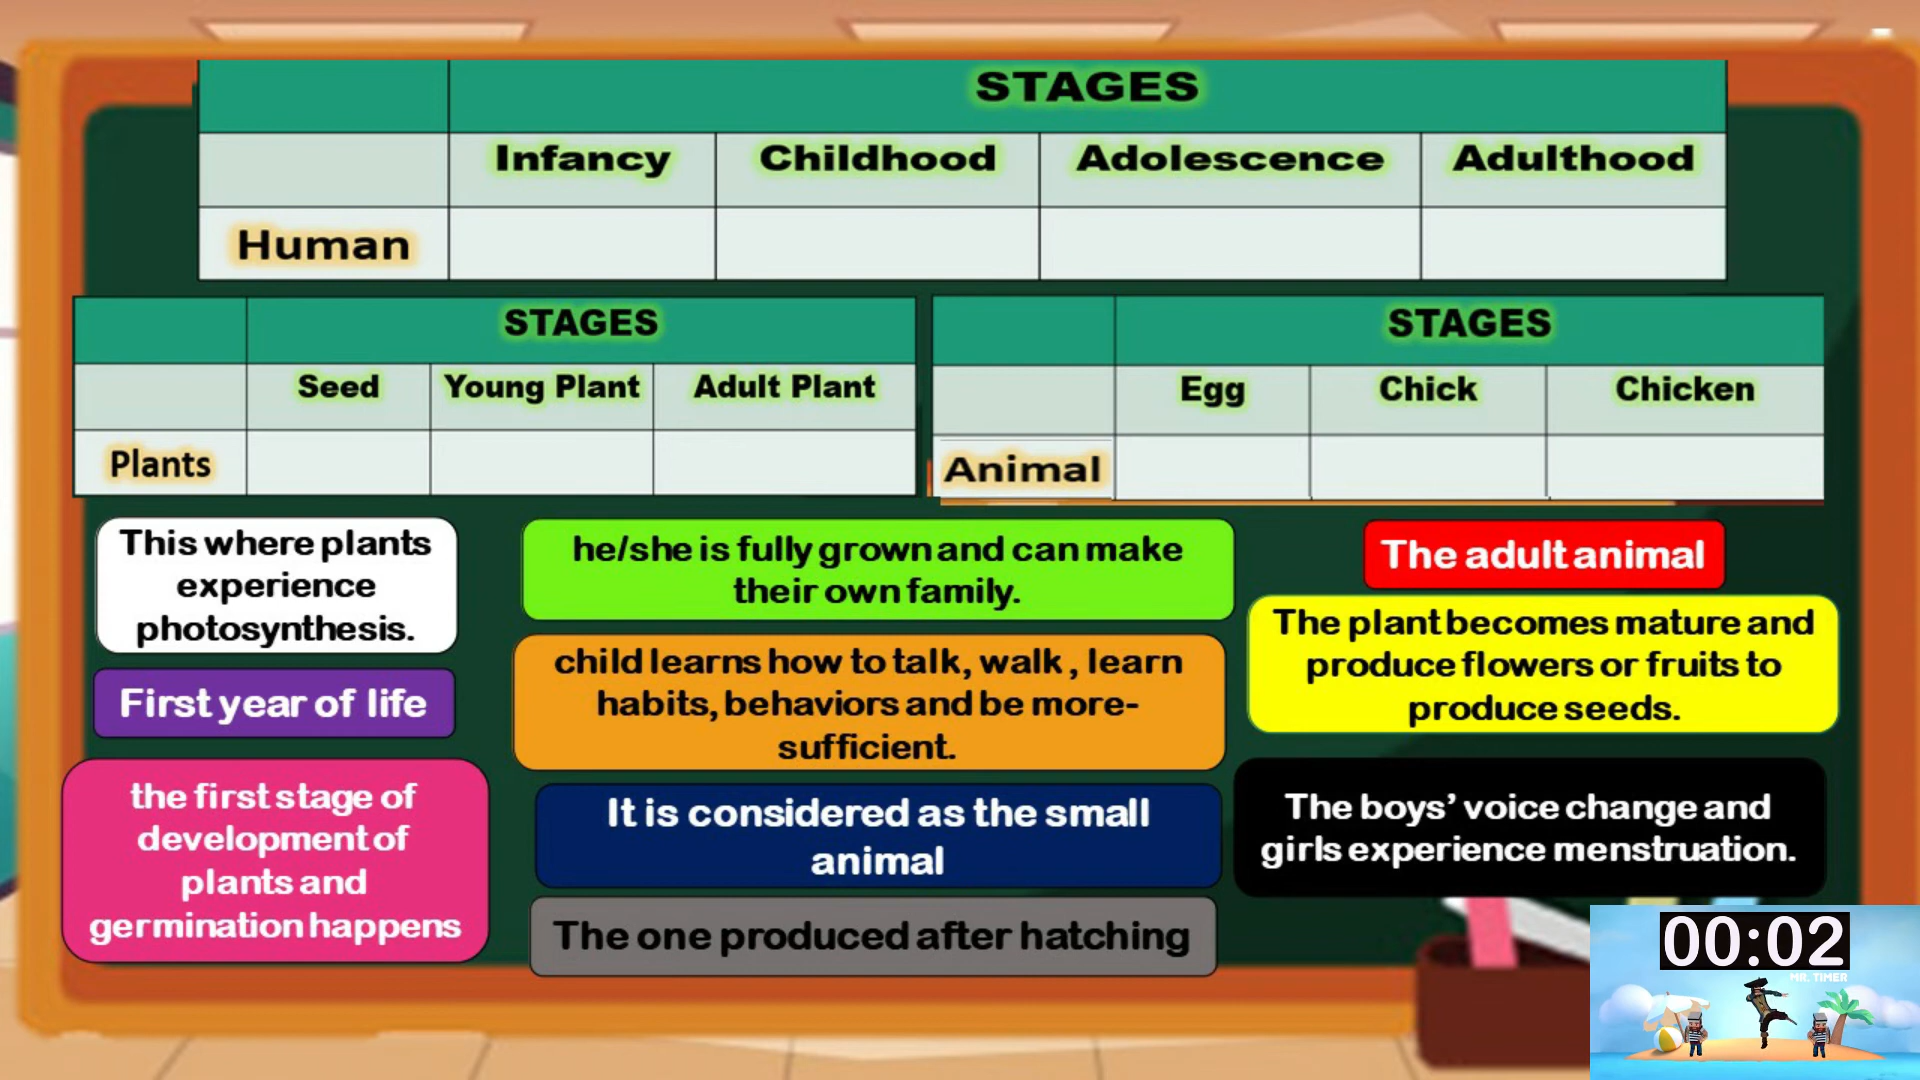 STAGES
Infancy Childhood Adolescence Adulthood
Human
STAGES
Seed Young Plant Adult Plant
Plants
STAGES
Egg Chick Chicken
Animal
This where plants
experience
photosynthesis.
First year of life
the first stage of
development of
plants and
germination happens
he/she is fully grown and can make
their own family.
child learns how to talk, walk , learn
habits, behaviors and be more-
sufficient.
It is considered as the small
animal
The one produced after hatching
The adult animal
The plant becomes mature and
produce flowers or fruits to
produce seeds.
The boys’ voice change and
girls experience menstruation.
00:02
MR. TIMER